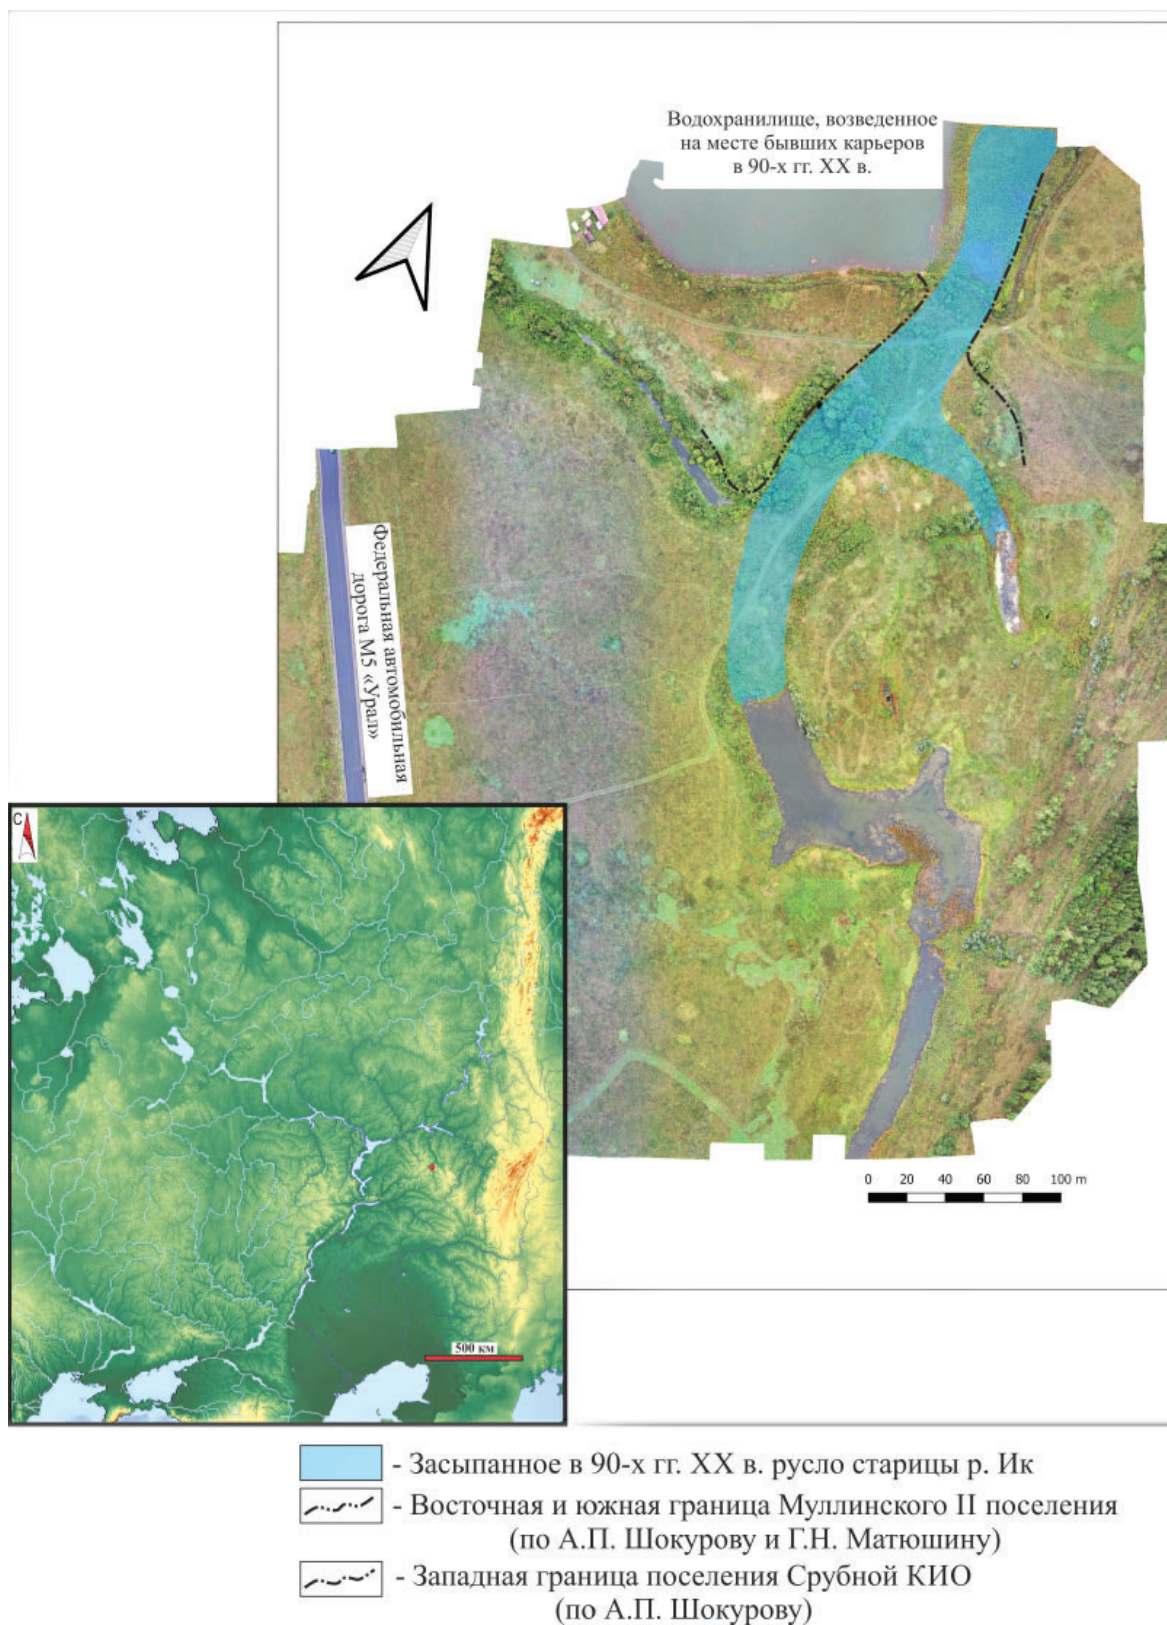 Водохранилище, возведенное
на месте бывших карьеров
в 90-х гг. XX в.
Федеральная автомобильная
дорога М5 «Урал»
С
500 км
0 20 40 60 80 100 m
- Засыпанное в 90-х гг. XX в. русло старицы р. Ик
- Восточная и южная граница Муллинского II поселения
(по А.П. Шокурову и Г.Н. Матюшину)
- Западная граница поселения Срубной КИО
(по А.П. Шокурову)